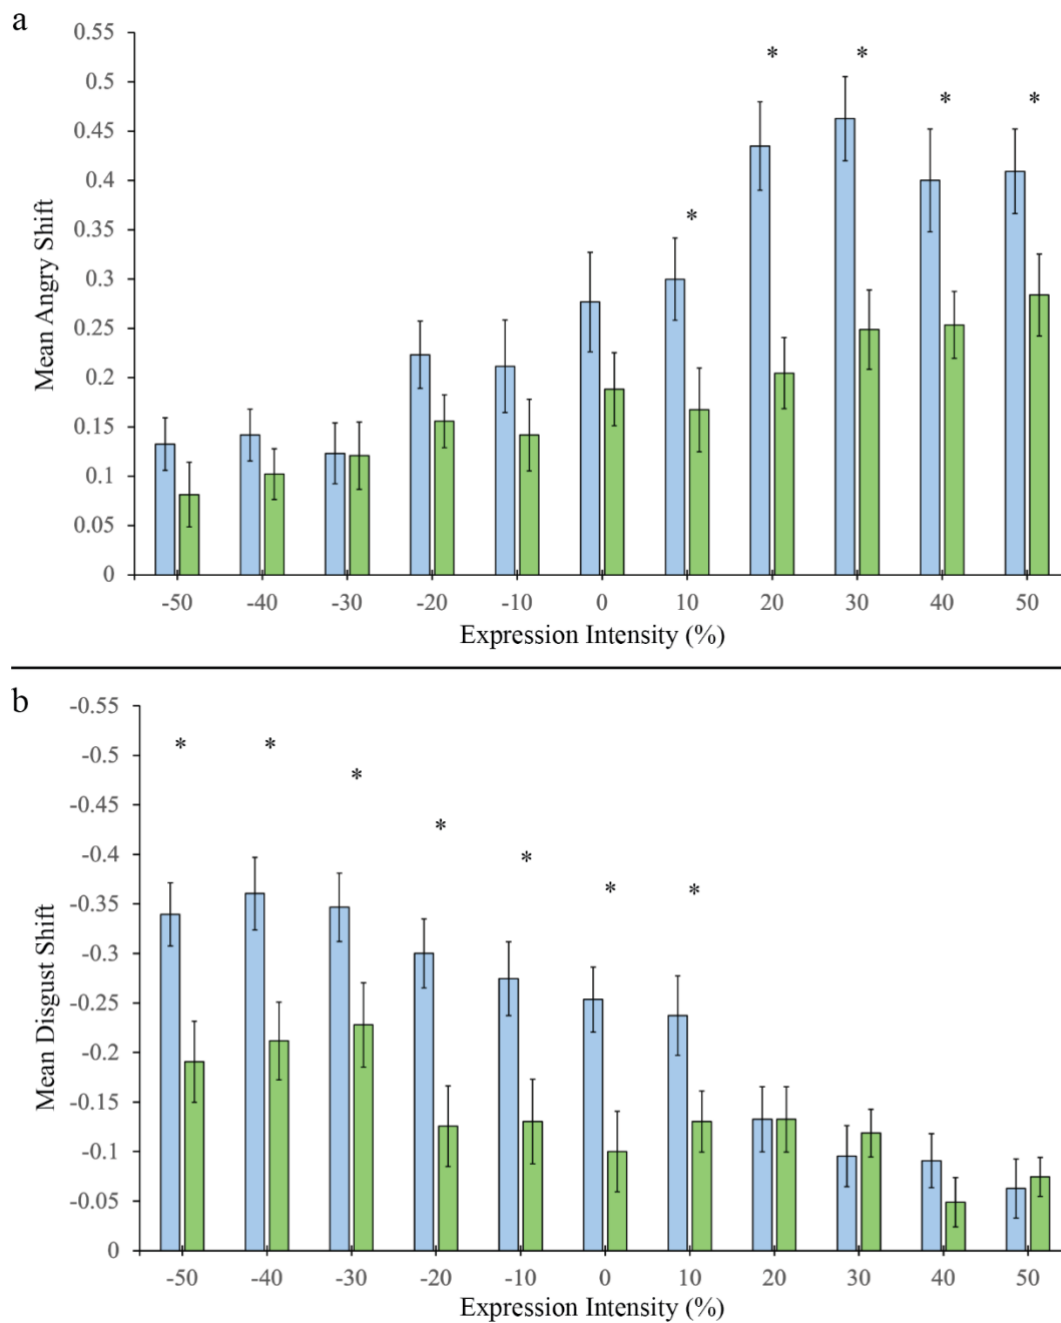 a
0.55
0.5
0.45
0.4
0.35
0.3
0.25
0.2
0.15
0.1
0.05
0
Mean Angry Shift
* * * * *
-50 -40 -30 -20 -10 0 10 20 30 40 50
Expression Intensity (%)
b
-0.55
-0.5
-0.45
-0.4
-0.35
-0.3
-0.25
-0.2
-0.15
-0.1
-0.05
0
Mean Disgust Shift
* * * * * * *
-50 -40 -30 -20 -10 0 10 20 30 40 50
Expression Intensity (%)